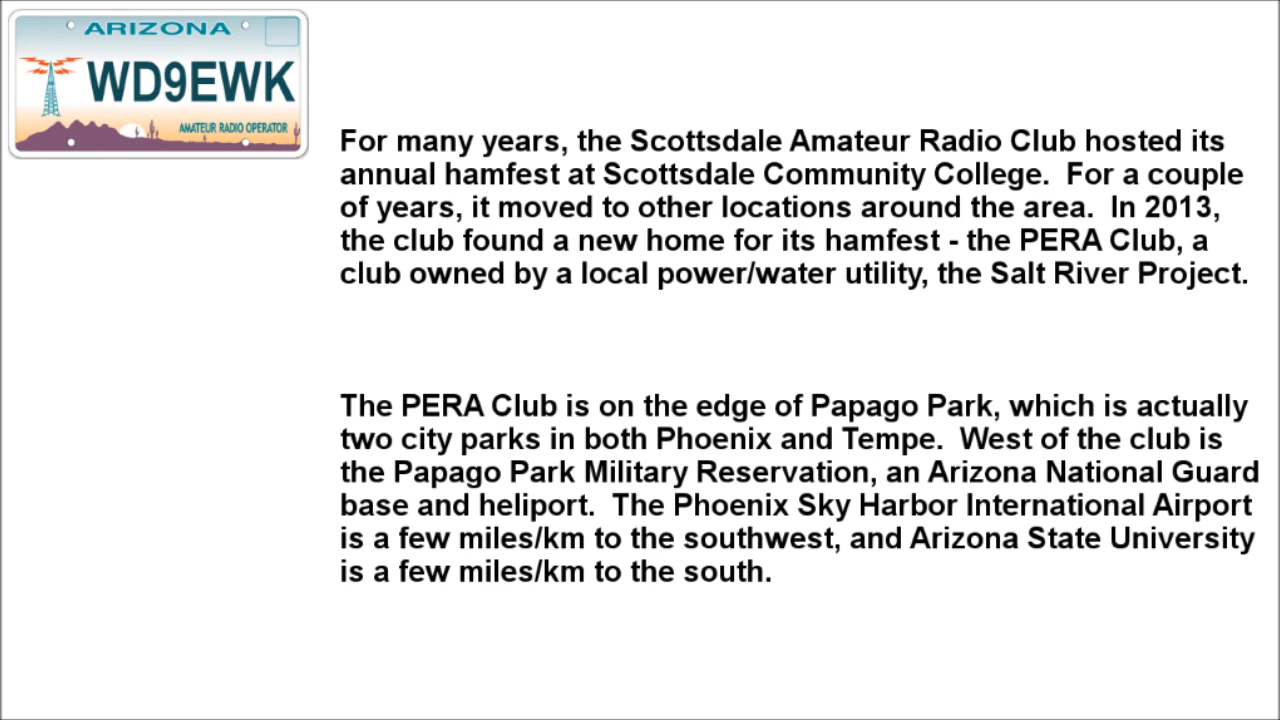 ARIZONA
WD9EWK
AMATEUR RADIO OPERATOR
For many years, the Scottsdale Amateur Radio Club hosted its
annual hamfest at Scottsdale Community College.  For a couple
of years, it moved to other locations around the area.  In 2013,
the club found a new home for its hamfest - the PERA Club, a
club owned by a local power/water utility, the Salt River Project.
The PERA Club is on the edge of Papago Park, which is actually
two city parks in both Phoenix and Tempe.  West of the club is
the Papago Park Military Reservation, an Arizona National Guard
base and heliport.  The Phoenix Sky Harbor International Airport
is a few miles/km to the southwest, and Arizona State University
is a few miles/km to the south.